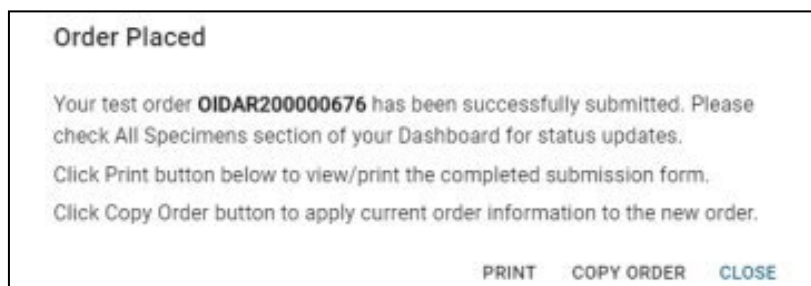 Order Placed
Your test order OIDAR200000676 has been successfully submitted. Please
check All Specimens section of your Dashboard for status updates.
Click Print button below to view/print the completed submission form.
Click Copy Order button to apply current order information to the new order.
PRINT COPY ORDER CLOSE